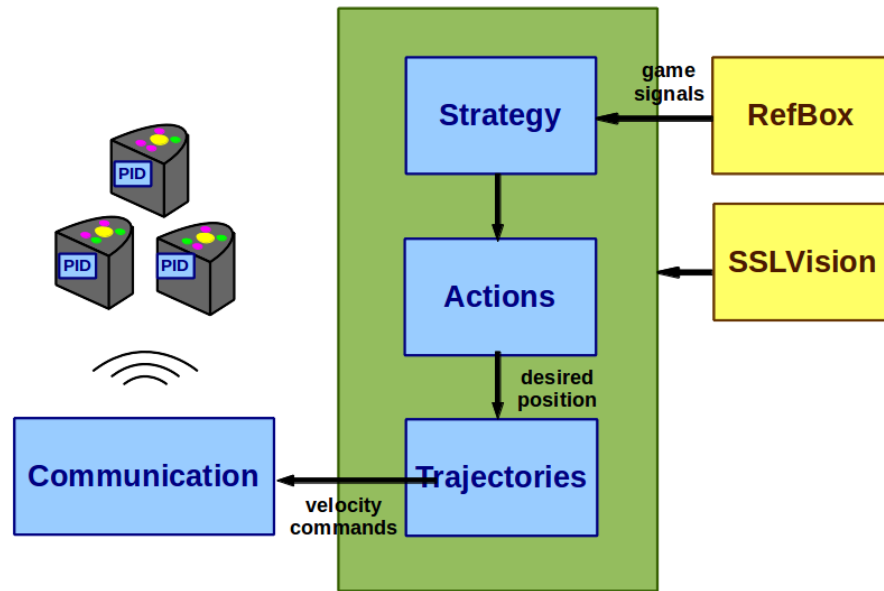 game
signals
Strategy
RefBox
PID
PID
PID
SSLVision
Actions
desired
position
Communication
Trajectories
velocity
commands